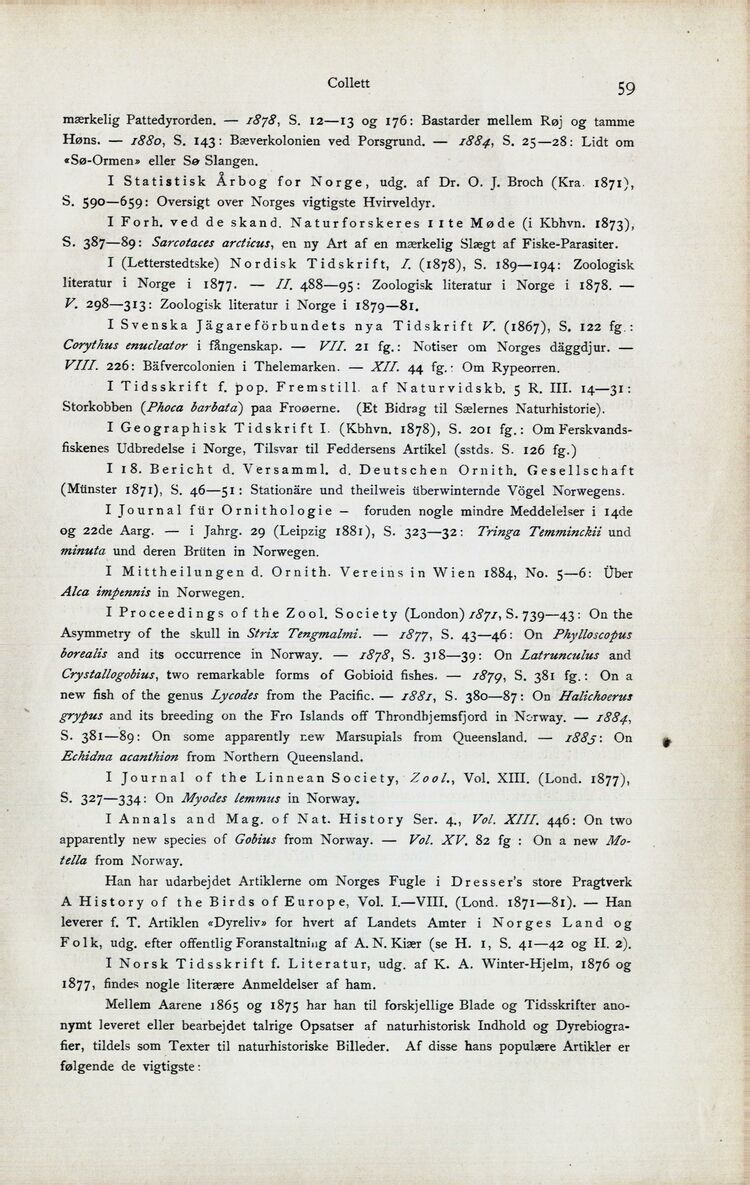 Collett
59
mærkelig Pattedyrorden. — 1878, S. 12—13 og 176: Bastarder mellem Røj og tamme
Høns. — 1880, S. 143: Bæverkolonien ved Porsgrund. — 1884, S. 25—28: Lidt om
«Sø-Ormen» eller Sø Slangen.
I Statistisk Årbog for Norge, udg. af Dr. O. J. Broch (Kra. 1871),
S. 590—659: Oversigt over Norges vigtigste Hvirveldyr.
I Forh. ved de skand. Naturforskeres 11te Møde (i Kbhvn. 1873),
S. 387—89: Sarcotaces arcticus, en ny Art af en mærkelig Slægt af Fiske-Parasiter.
I (Letterstedtske) Nordisk Tidskrift, I. (1878), S. 189—194: Zoologisk
literatur i Norge i 1877. — II. 488—95: Zoologisk literatur i Norge i 1878. —
V. 298—313: Zoologisk literatur i Norge i 1879—81.
I Svenska Jägareförbundets nya Tidskrift V. (1867), S. 122 fg.:
Corythus enucleator i fångenskap. — VII. 21 fg.: Notiser om Norges däggdjur. —
VIII. 226: Bäfvercolonien i Thelemarken. — XII. 44 fg.: Om Rypeorren.
I Tidsskrift f. pop. Fremstill. af Naturvidskb. 5 R. III. 14—31:
Storkobben (Phoca barbata) paa Froøerne. (Et Bidrag til Sælernes Naturhistorie).
I Geographisk Tidskrift I. (Kbhvn. 1878), S. 201 fg.: Om Ferskvands-
fiskenes Udbredelse i Norge, Tilsvar til Feddersens Artikel (sstds. S. 126 fg.)
I 18. Bericht d. Versamml. d. Deutschen Ornith. Gesellschaft
(Münster 1871), S. 46—51: Stationäre und theilweis überwinternde Vögel Norwegens.
I Journal für Ornithologie — foruden nogle mindre Meddelelser i 14de
og 22de Aarg. — i Jahrg. 29 (Leipzig 1881), S. 323—32: Tringa Temminckii und
minuta und deren Brüten in Norwegen.
I Mittheilungen d. Ornith. Vereins in Wien 1884, No. 5—6: Über
Alca impennis in Norwegen.
I Proceedings of the Zool. Society (London) 1871, S. 739—43: On the
Asymmetry of the skull in Strix Tengmalmi. — 1877, S. 43—46: On Phylloscopus
borealis and its occurrence in Norway. — 1878, S. 318—39: On Latrunculus and
Crystallogobius, two remarkable forms of Gobioid fishes. — 1879, S. 381 fg.: On a
new fish of the genus Lycodes from the Pacific. — 1881, S. 380—87: On Halichoerus
grypus and its breeding on the Fro Islands off Throndhjemsfjord in Norway. — 1884,
S. 381—89: On some apparently new Marsupials from Queensland. — 1885: On
Echidna acanthion from Northern Queensland.
I Journal of the Linnean Society, Zool., Vol. XIII. (Lond. 1877),
S. 327—334: On Myodes lemmus in Norway.
I Annals and Mag. of Nat. History Ser. 4., Vol. XIII. 446: On two
apparently new species of Gobius from Norway. — Vol. XV. 82 fg : On a new Mo-
tella from Norway.
Han har udarbejdet Artiklerne om Norges Fugle i Dresser's store Pragtverk
A History of the Birds of Europe, Vol. I.—VIII. (Lond. 1871—81). — Han
leverer f. T. Artiklen «Dyreliv» for hvert af Landets Amter i Norges Land og
Folk, udg. efter offentlig Foranstaltning af A. N. Kiær (se H. 1, S. 41—42 og H. 2).
I Norsk Tidsskrift f. Literatur, udg. af K. A. Winter-Hjelm, 1876 og
1877, findes nogle literære Anmeldelser af ham.
Mellem Aarene 1865 og 1875 har han til forskjellige Blade og Tidsskrifter ano-
nymt leveret eller bearbejdet talrige Opsatser af naturhistorisk Indhold og Dyrebiogra-
fier, tildels som Texter til naturhistoriske Billeder. Af disse hans populære Artikler er
følgende de vigtigste: